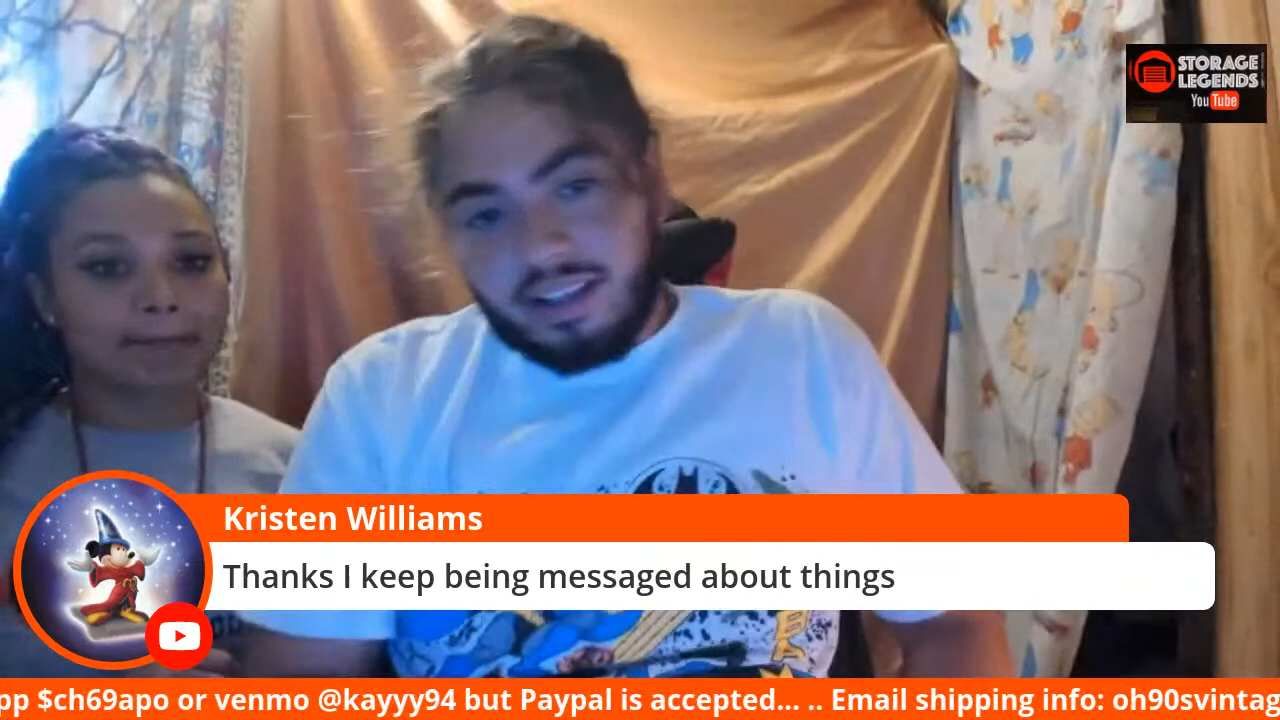 STORAGE
LEGENDS
YouTube
Kristen Williams
Thanks I keep being messaged about things
pp $ch69apo or venmo @kayyy94 but Paypal is accepted... .. Email shipping info: oh90svintag